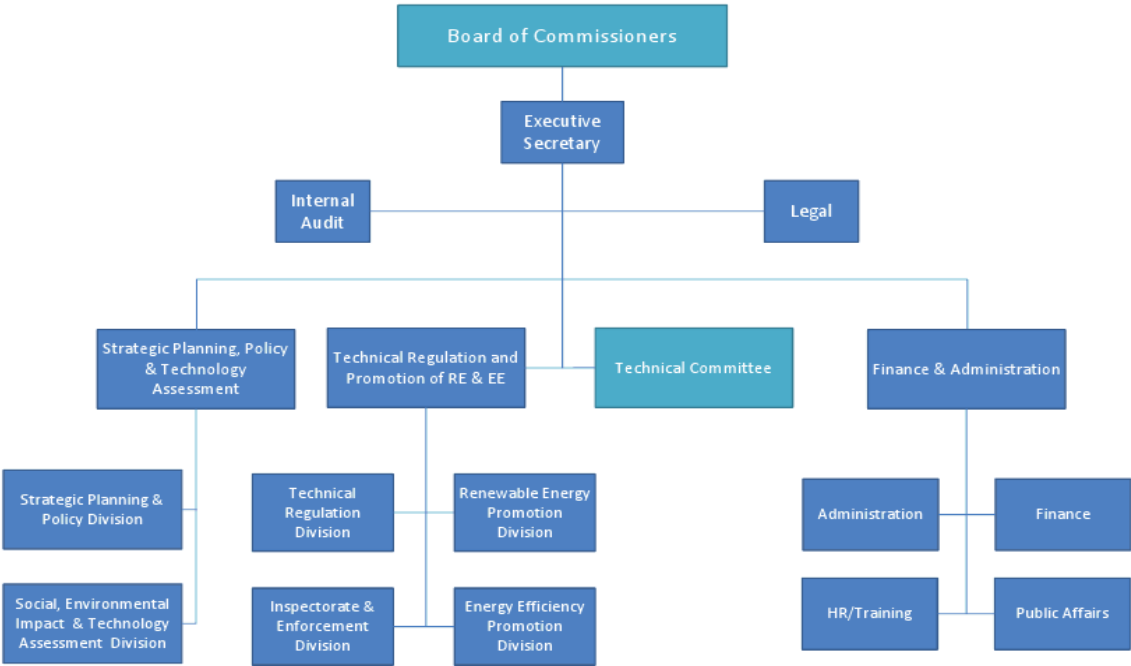 Board of Commissioners
Executive
Secretary
Internal
Audit
Legal
Strategic Planning, Policy
& Technology
Assessment
Technical Regulation and
Promotion of RE & EE
Technical Committee
Finance & Administration
Strategic Planning &
Policy Division
Technical
Regulation
Division
Renewable Energy
Promotion
Division
Administration
Finance
Social, Environmental
Impact & Technology
Assessment Division
Inspectorate &
Enforcement
Division
Energy Efficiency
Promotion
Division
HR/Training
Public Affairs